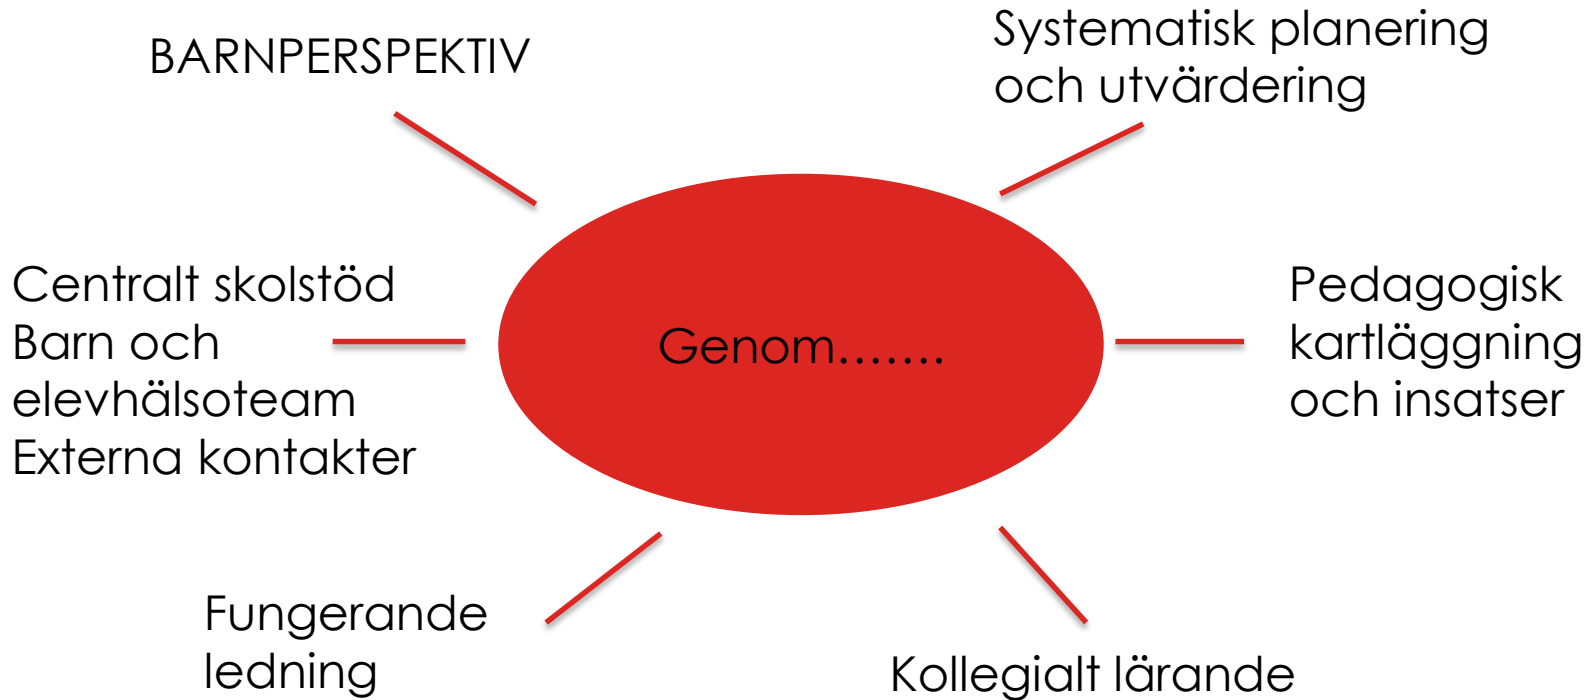 BARNPERSPEKTIV
Systematisk planering
och utvärdering
Centralt skolstöd
Barn och
elevhälsoteam
Externa kontakter
Genom.......
Pedagogisk
kartläggning
och insatser
Fungerande
ledning
Kollegialt lärande